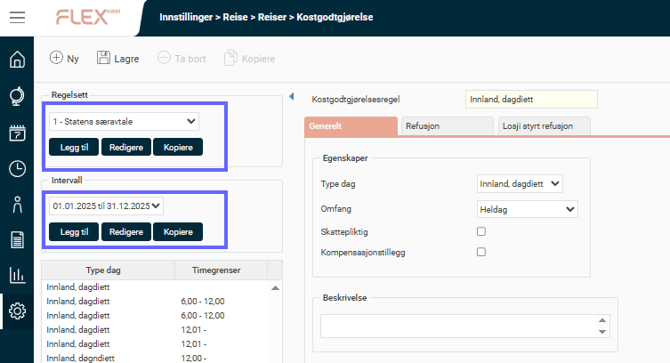 FLEX
Innstillinger > Reise > Reiser > Kostgodtgjørelse
Ny Lagre Ta bort Kopiere
Regelsett
1 - Statens særavtale
Legg til Redigere Kopiere
Intervall
01.01.2025 til 31.12.2025
Legg til Redigere Kopiere
Type dag Timegrenser
Innland, dagdiett
Innland, dagdiett 6,00 - 12,00
Innland, dagdiett 6,00 - 12,00
Innland, dagdiett 12,01 -
Innland, dagdiett 12,01 -
Innland, døgndiett 12,00 -
Kostgodtgjørelsesregel Innland, dagdiett
Generelt Refusjon Losji styrt refusjon
Egenskaper
Type dag Innland, dagdiett
Omfang Heldag
Skattepliktig
Kompensasjonstillegg
Beskrivelse